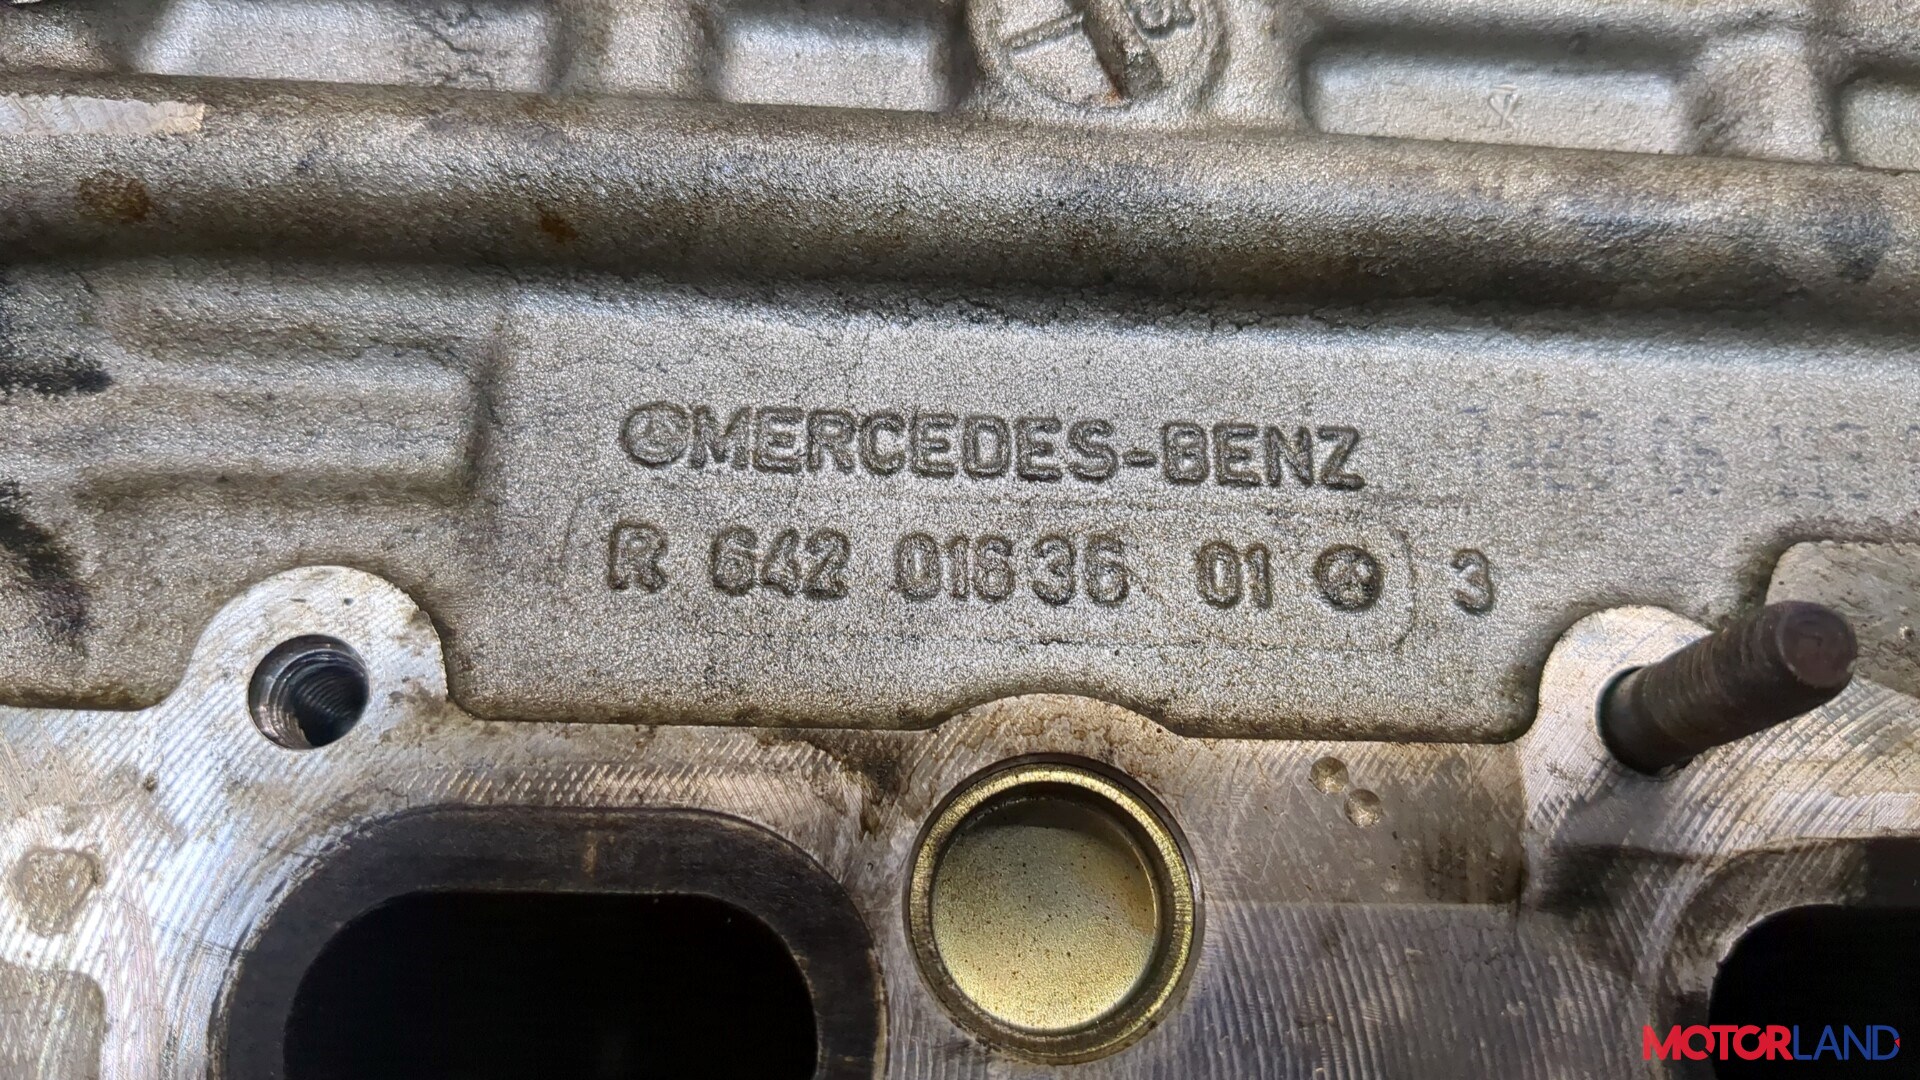 MERCEDES-BENZ
R 642 016 36 01 3
MOTORLAND